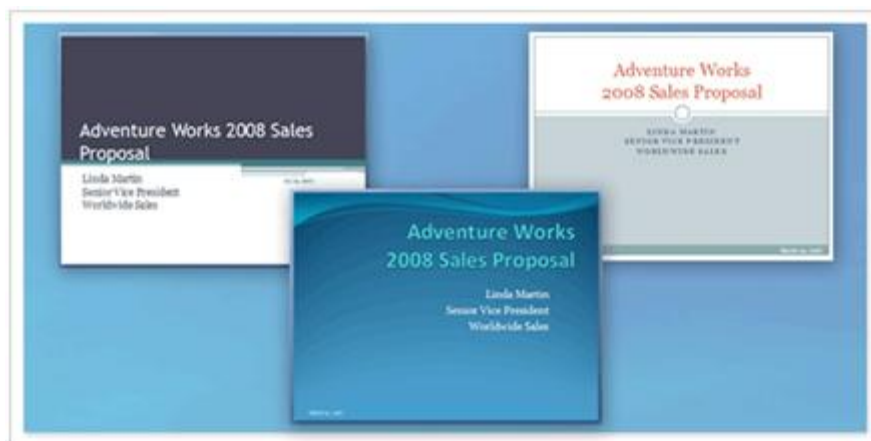 Adventure Works 2008 Sales
Proposal
Linda Martin
Senior Vice President
Worldwide Sales
Adventure Works
2008 Sales Proposal
LINDA MARTIN
SENIOR VICE PRESIDENT
WORLDWIDE SALES
Adventure Works
2008 Sales Proposal
Linda Martin
Senior Vice President
Worldwide Sales